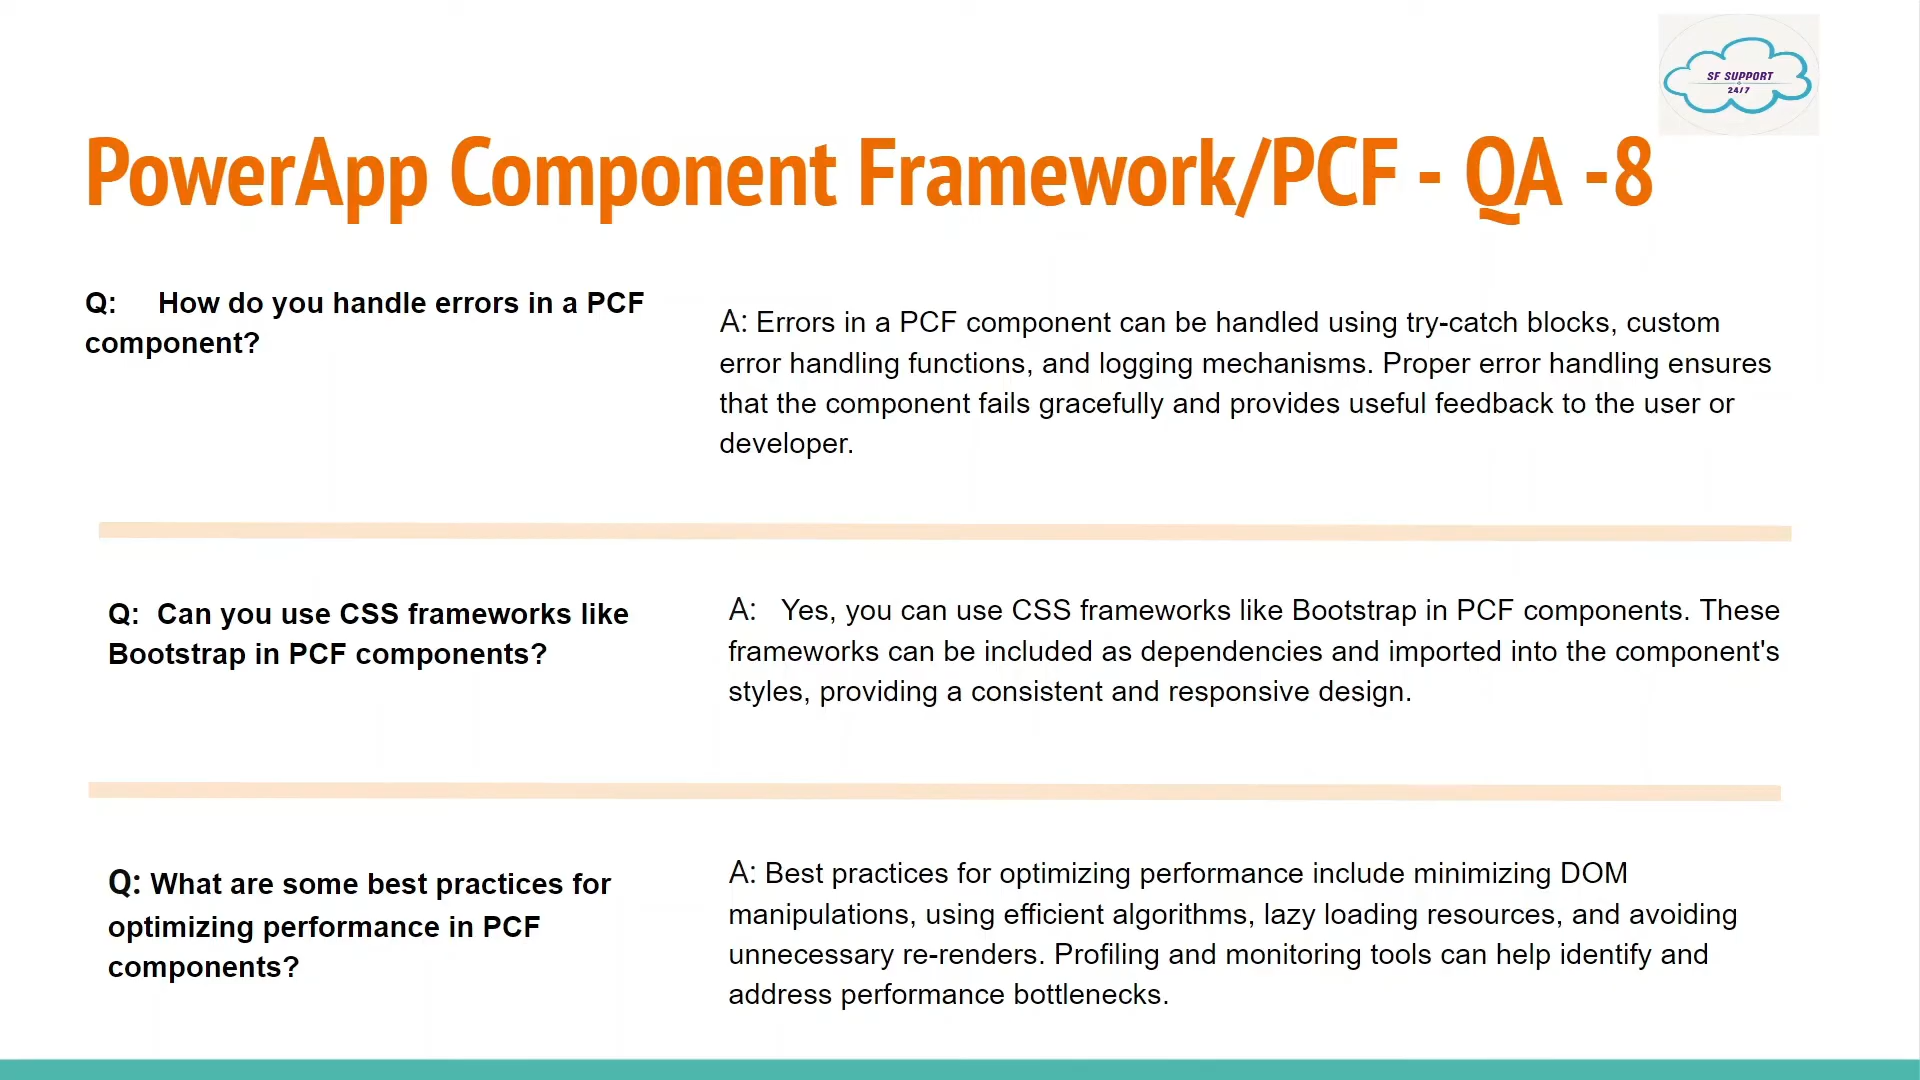 SF SUPPORT
24/7
PowerApp Component Framework/PCF - QA -8
Q: How do you handle errors in a PCF
component?
A: Errors in a PCF component can be handled using try-catch blocks, custom
error handling functions, and logging mechanisms. Proper error handling ensures
that the component fails gracefully and provides useful feedback to the user or
developer.
Q: Can you use CSS frameworks like
Bootstrap in PCF components?
A: Yes, you can use CSS frameworks like Bootstrap in PCF components. These
frameworks can be included as dependencies and imported into the component's
styles, providing a consistent and responsive design.
Q: What are some best practices for
optimizing performance in PCF
components?
A: Best practices for optimizing performance include minimizing DOM
manipulations, using efficient algorithms, lazy loading resources, and avoiding
unnecessary re-renders. Profiling and monitoring tools can help identify and
address performance bottlenecks.